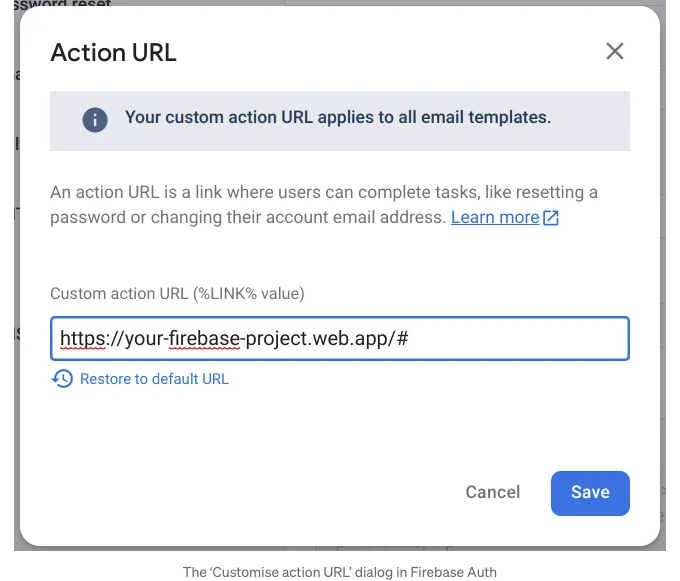 ssword reset
Action URL
Your custom action URL applies to all email templates.
An action URL is a link where users can complete tasks, like resetting a
password or changing their account email address. Learn more
Custom action URL (%LINK% value)
https://your-firebase-project.web.app/#
Restore to default URL
Cancel
Save
The ‘Customise action URL’ dialog in Firebase Auth